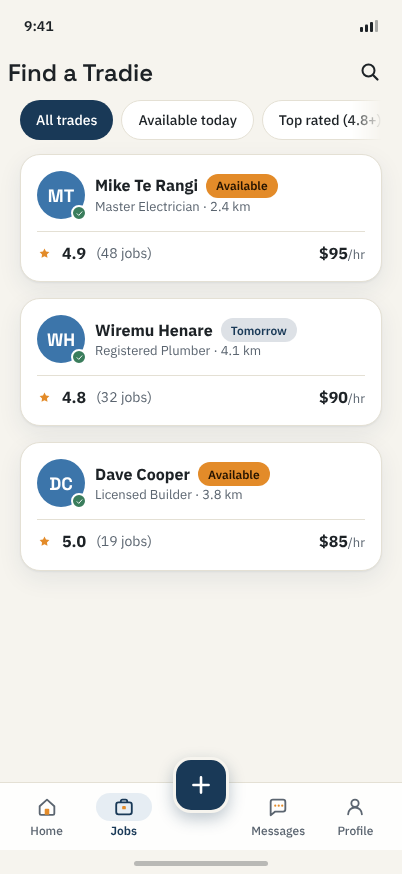 9:41
Find a Tradie
All trades
Available today
Top rated (4.8+)
MT
Mike Te Rangi
Available
Master Electrician · 2.4 km
4.9 (48 jobs)
$95/hr
WH
Wiremu Henare
Tomorrow
Registered Plumber · 4.1 km
4.8 (32 jobs)
$90/hr
DC
Dave Cooper
Available
Licensed Builder · 3.8 km
5.0 (19 jobs)
$85/hr
Home
Jobs
Messages
Profile